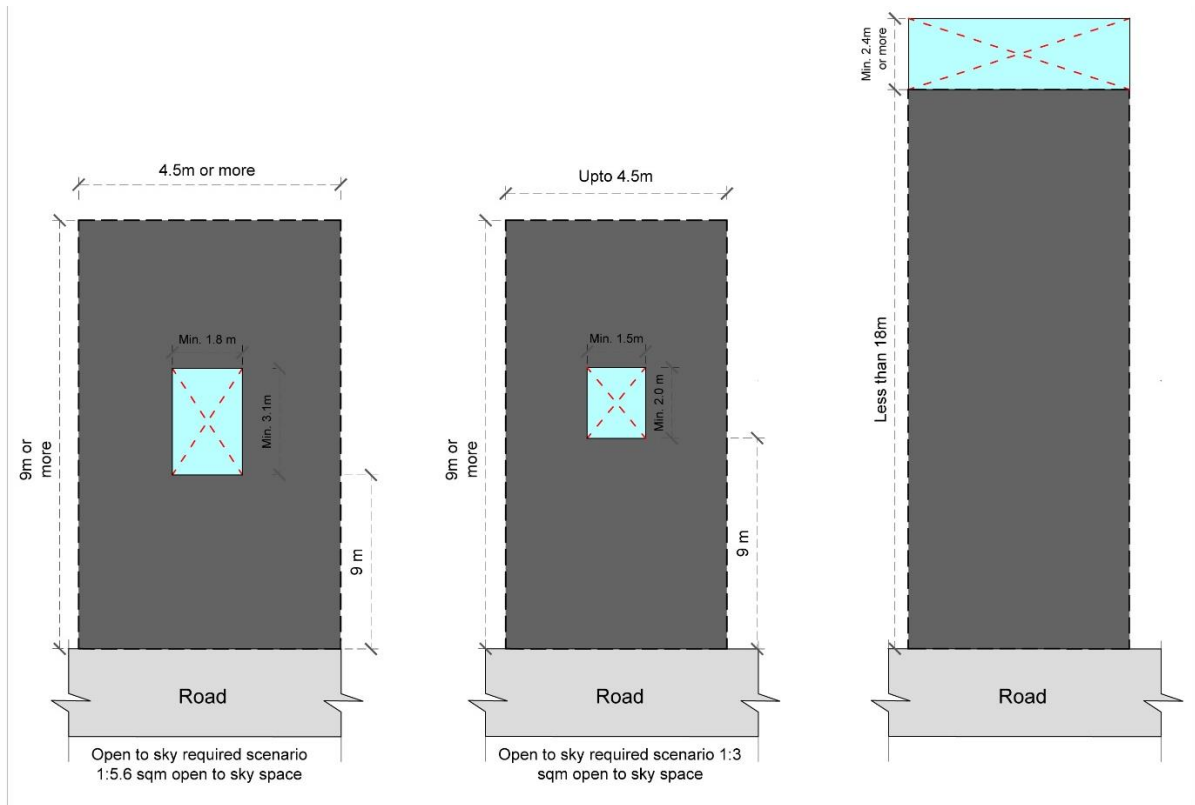 4.5m or more
9m or
more
Min. 1.8 m
Min. 3.1m
9 m
Road
Open to sky required scenario
1:5.6 sqm open to sky space
Upto 4.5m
9m or
more
Min. 1.5m
Min. 2.0 m
9 m
Road
Open to sky required scenario 1:3
sqm open to sky space
Min. 2.4m
or more
Less than 18m
Road